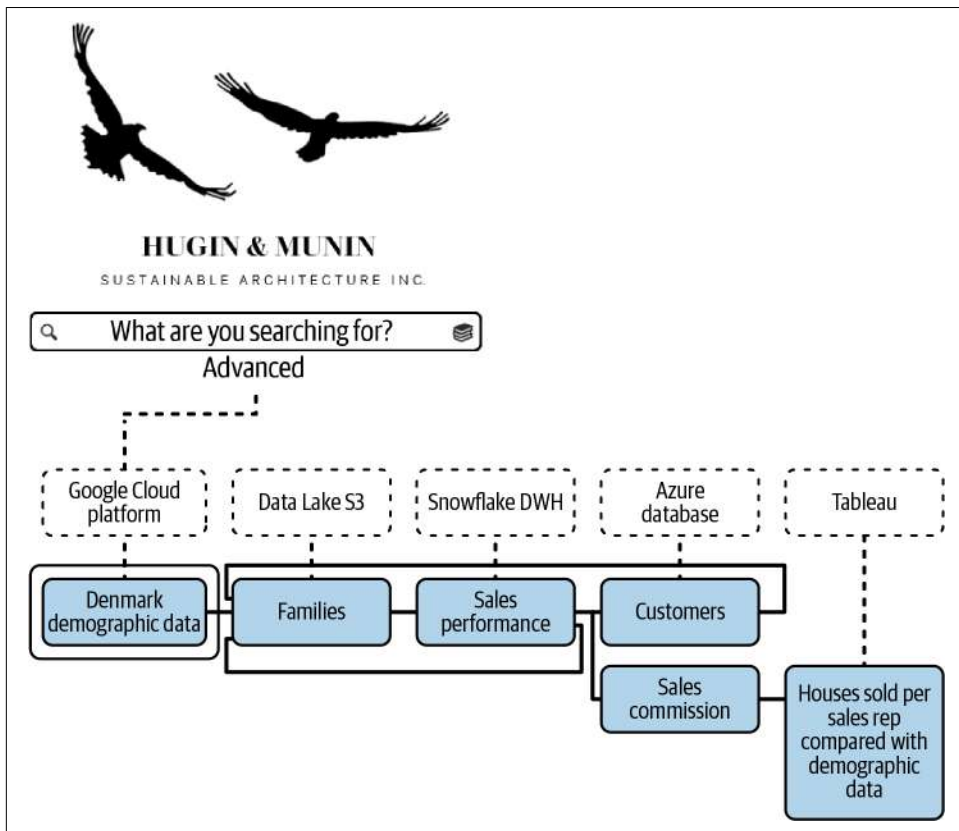 HUGIN & MUNIN
SUSTAINABLE ARCHITECTURE INC.
What are you searching for?
Advanced
Google Cloud
platform
Data Lake S3
Snowflake DWH
Azure
database
Tableau
Denmark
demographic data
Families
Sales
performance
Customers
Sales
commission
Houses sold per
sales rep
compared with
demographic
data